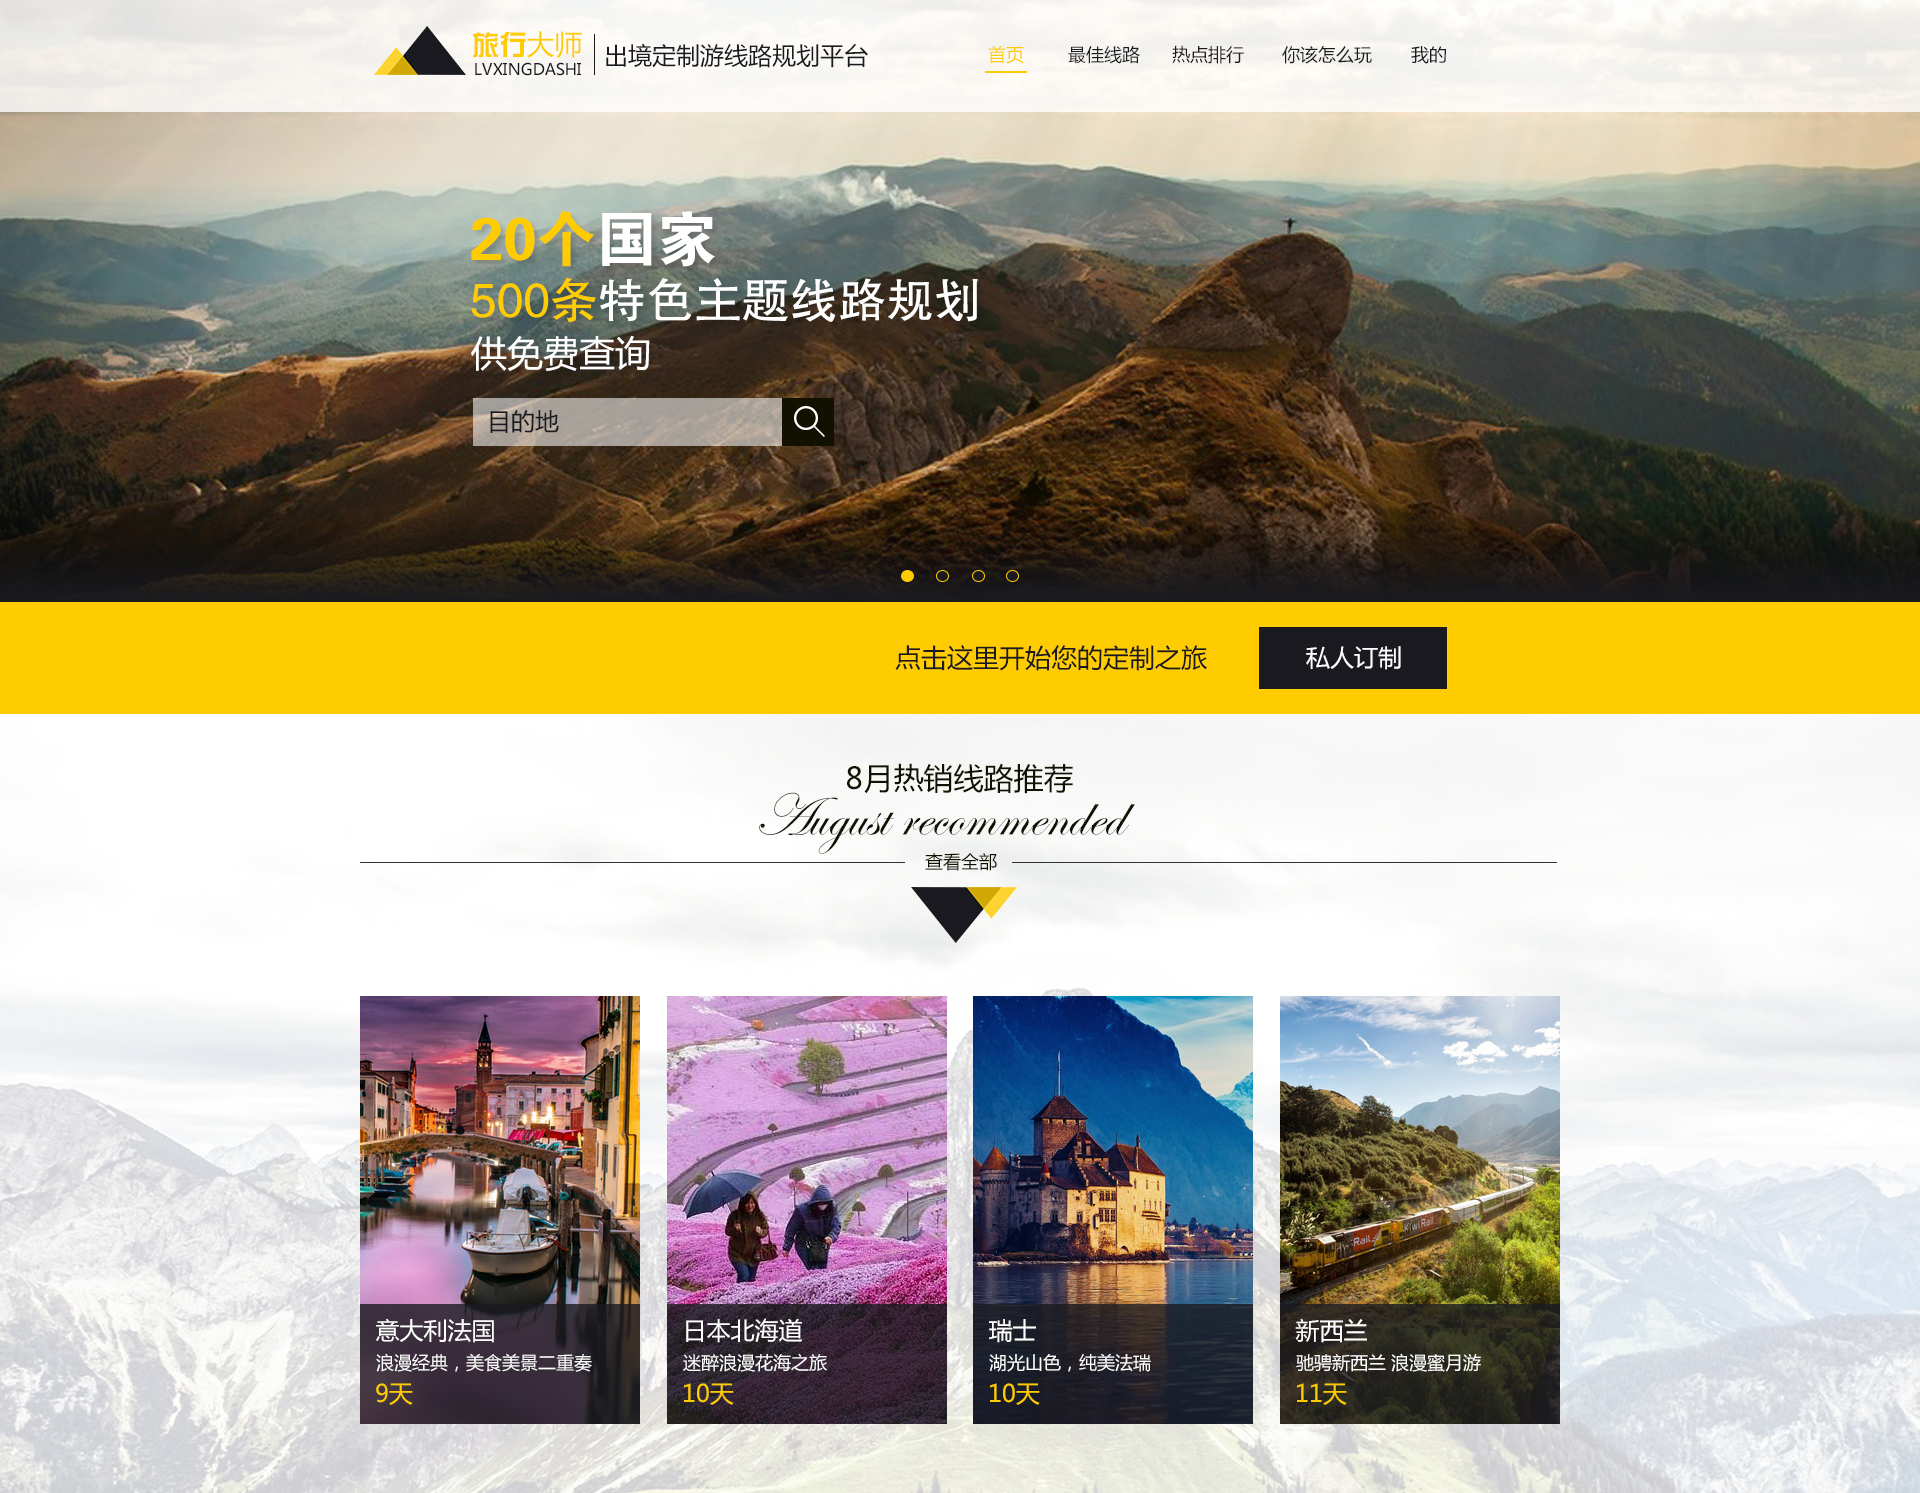 旅行大师
LVXINGDASHI
出境定制游线路规划平台
首页 最佳线路 热点排行 你该怎么玩 我的
20个国家
500条特色主题线路规划
供免费查询
目的地
点击这里开始您的定制之旅
私人订制
8月热销线路推荐
August recommended
查看全部
KiwiRail
Rail
意大利法国
浪漫经典，美食美景二重奏
9天
日本北海道
迷醉浪漫花海之旅
10天
瑞士
湖光山色，纯美法瑞
10天
新西兰
驰骋新西兰 浪漫蜜月游
11天